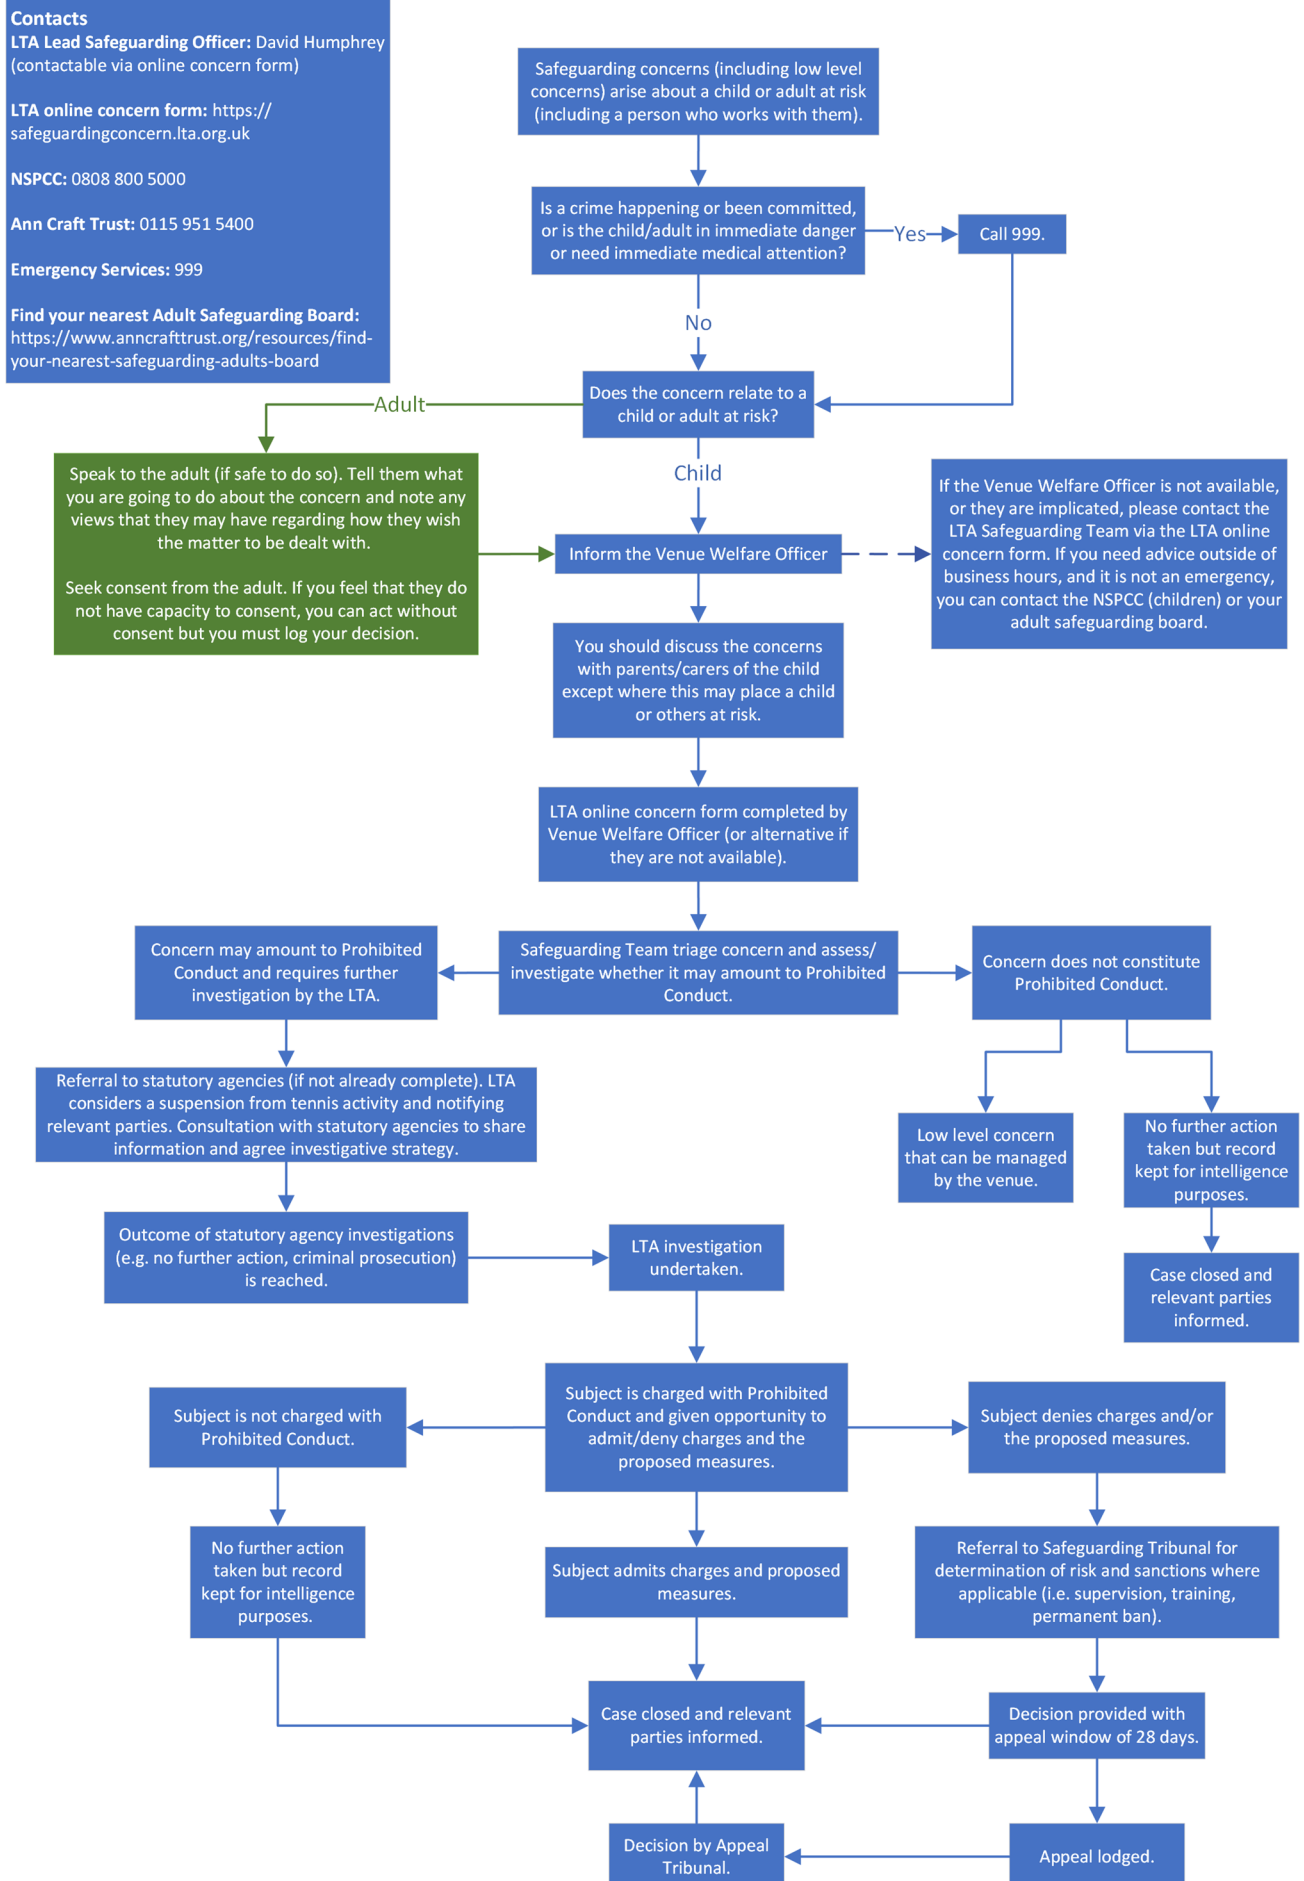 Contacts
LTA Lead Safeguarding Officer: David Humphrey
(contactable via online concern form)
LTA online concern form: https://
safeguardingconcern.lta.org.uk
NSPCC: 0808 800 5000
Ann Craft Trust: 0115 951 5400
Emergency Services: 999
Find your nearest Adult Safeguarding Board:
https://www.anncrafttrust.org/resources/find-
your-nearest-safeguarding-adults-board
Safeguarding concerns (including low level
concerns) arise about a child or adult at risk
(including a person who works with them).
Is a crime happening or been committed,
or is the child/adult in immediate danger
or need immediate medical attention?
Yes
Call 999.
No
Does the concern relate to a
child or adult at risk?
Adult
Speak to the adult (if safe to do so). Tell them what
you are going to do about the concern and note any
views that they may have regarding how they wish
the matter to be dealt with.
Seek consent from the adult. If you feel that they do
not have capacity to consent, you can act without
consent but you must log your decision.
Child
Inform the Venue Welfare Officer
If the Venue Welfare Officer is not available,
or they are implicated, please contact the
LTA Safeguarding Team via the LTA online
concern form. If you need advice outside of
business hours, and it is not an emergency,
you can contact the NSPCC (children) or your
adult safeguarding board.
You should discuss the concerns
with parents/carers of the child
except where this may place a child
or others at risk.
LTA online concern form completed by
Venue Welfare Officer (or alternative if
they are not available).
Safeguarding Team triage concern and assess/
investigate whether it may amount to Prohibited
Conduct.
Concern may amount to Prohibited
Conduct and requires further
investigation by the LTA.
Concern does not constitute
Prohibited Conduct.
Referral to statutory agencies (if not already complete). LTA
considers a suspension from tennis activity and notifying
relevant parties. Consultation with statutory agencies to share
information and agree investigative strategy.
Low level concern
that can be managed
by the venue.
No further action
taken but record
kept for intelligence
purposes.
Outcome of statutory agency investigations
(e.g. no further action, criminal prosecution)
is reached.
LTA investigation
undertaken.
Case closed and
relevant parties
informed.
Subject is not charged with
Prohibited Conduct.
Subject is charged with Prohibited
Conduct and given opportunity to
admit/deny charges and the
proposed measures.
Subject denies charges and/or
the proposed measures.
No further action
taken but record
kept for intelligence
purposes.
Subject admits charges and proposed
measures.
Referral to Safeguarding Tribunal for
determination of risk and sanctions where
applicable (i.e. supervision, training,
permanent ban).
Case closed and relevant
parties informed.
Decision provided with
appeal window of 28 days.
Decision by Appeal
Tribunal.
Appeal lodged.